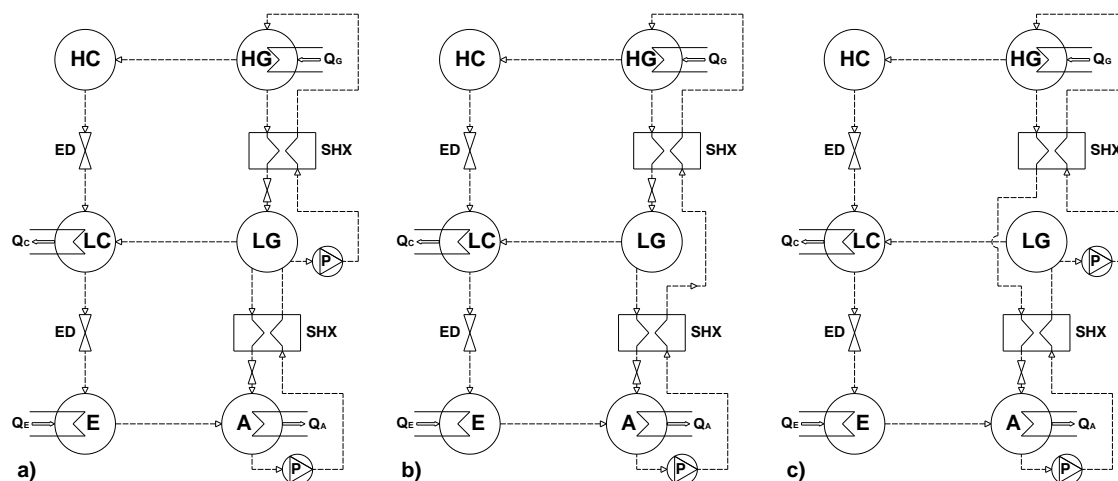 HC HG QG
ED SHX
QC LC LG P
ED SHX
QE E A QA
P
a)
HC HG QG
ED SHX
QC LC LG
ED SHX
QE E A QA
P
b)
HC HG QG
ED SHX
QC LC LG P
ED SHX
QE E A QA
P
c)